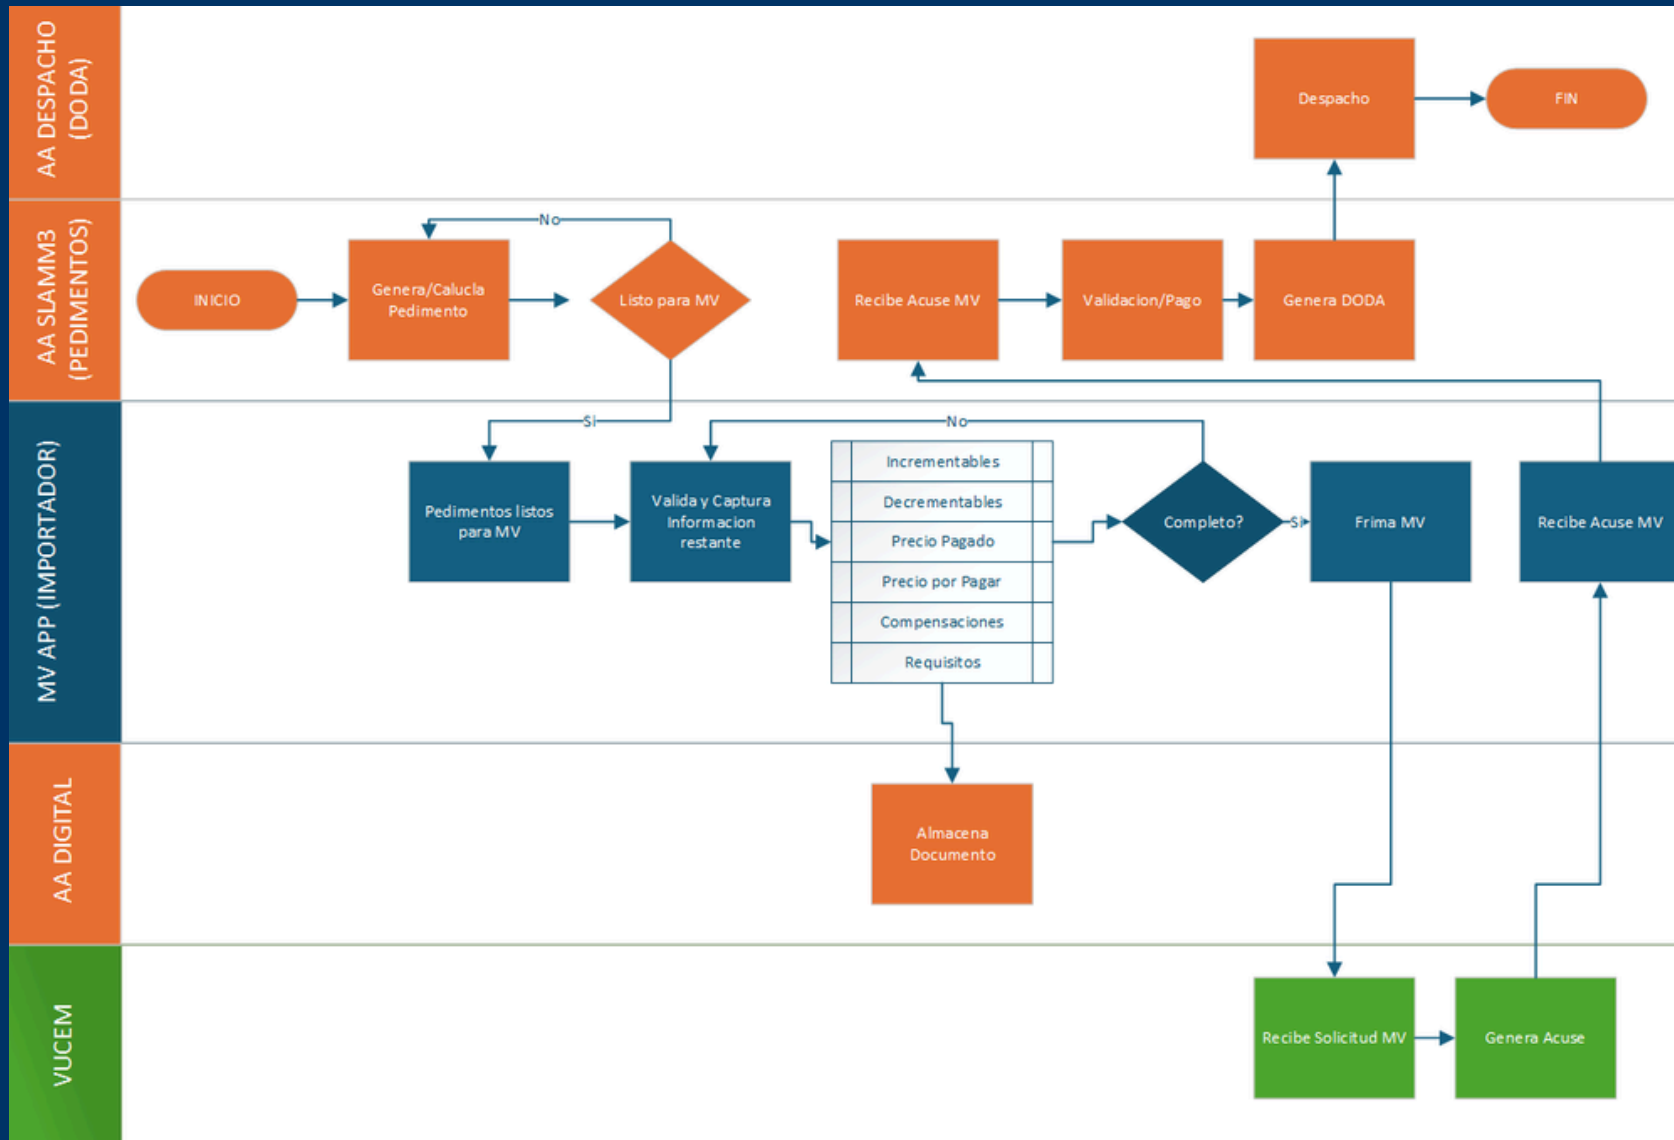 AA DESPACHO
(DODA)
Despacho
FIN
AA SLAMM3
(PEDIMENTOS)
No
INICIO
Genera/Calucla
Pedimento
Listo para MV
Recibe Acuse MV
Validacion/Pago
Genera DODA
MV APP (IMPORTADOR)
Si
No
Pedimentos listos
para MV
Valida y Captura
Informacion
restante
Incrementables
Decrementables
Precio Pagado
Precio por Pagar
Compensaciones
Requisitos
Completo?
Si
Frima MV
Recibe Acuse MV
AA DIGITAL
Almacena
Documento
VUCEM
Recibe Solicitud MV
Genera Acuse